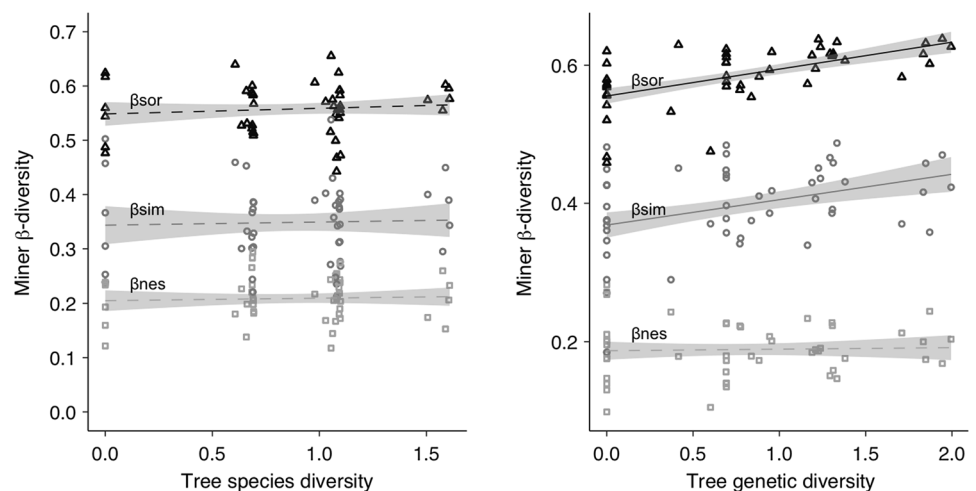 0.7
0.6
0.5
0.4
0.3
0.2
0.1
0.0
Miner β-diversity
βsor
βsim
βnes
0.0 0.5 1.0 1.5
Tree species diversity
0.6
0.4
0.2
Miner β-diversity
βsor
βsim
βnes
0.0 0.5 1.0 1.5 2.0
Tree genetic diversity